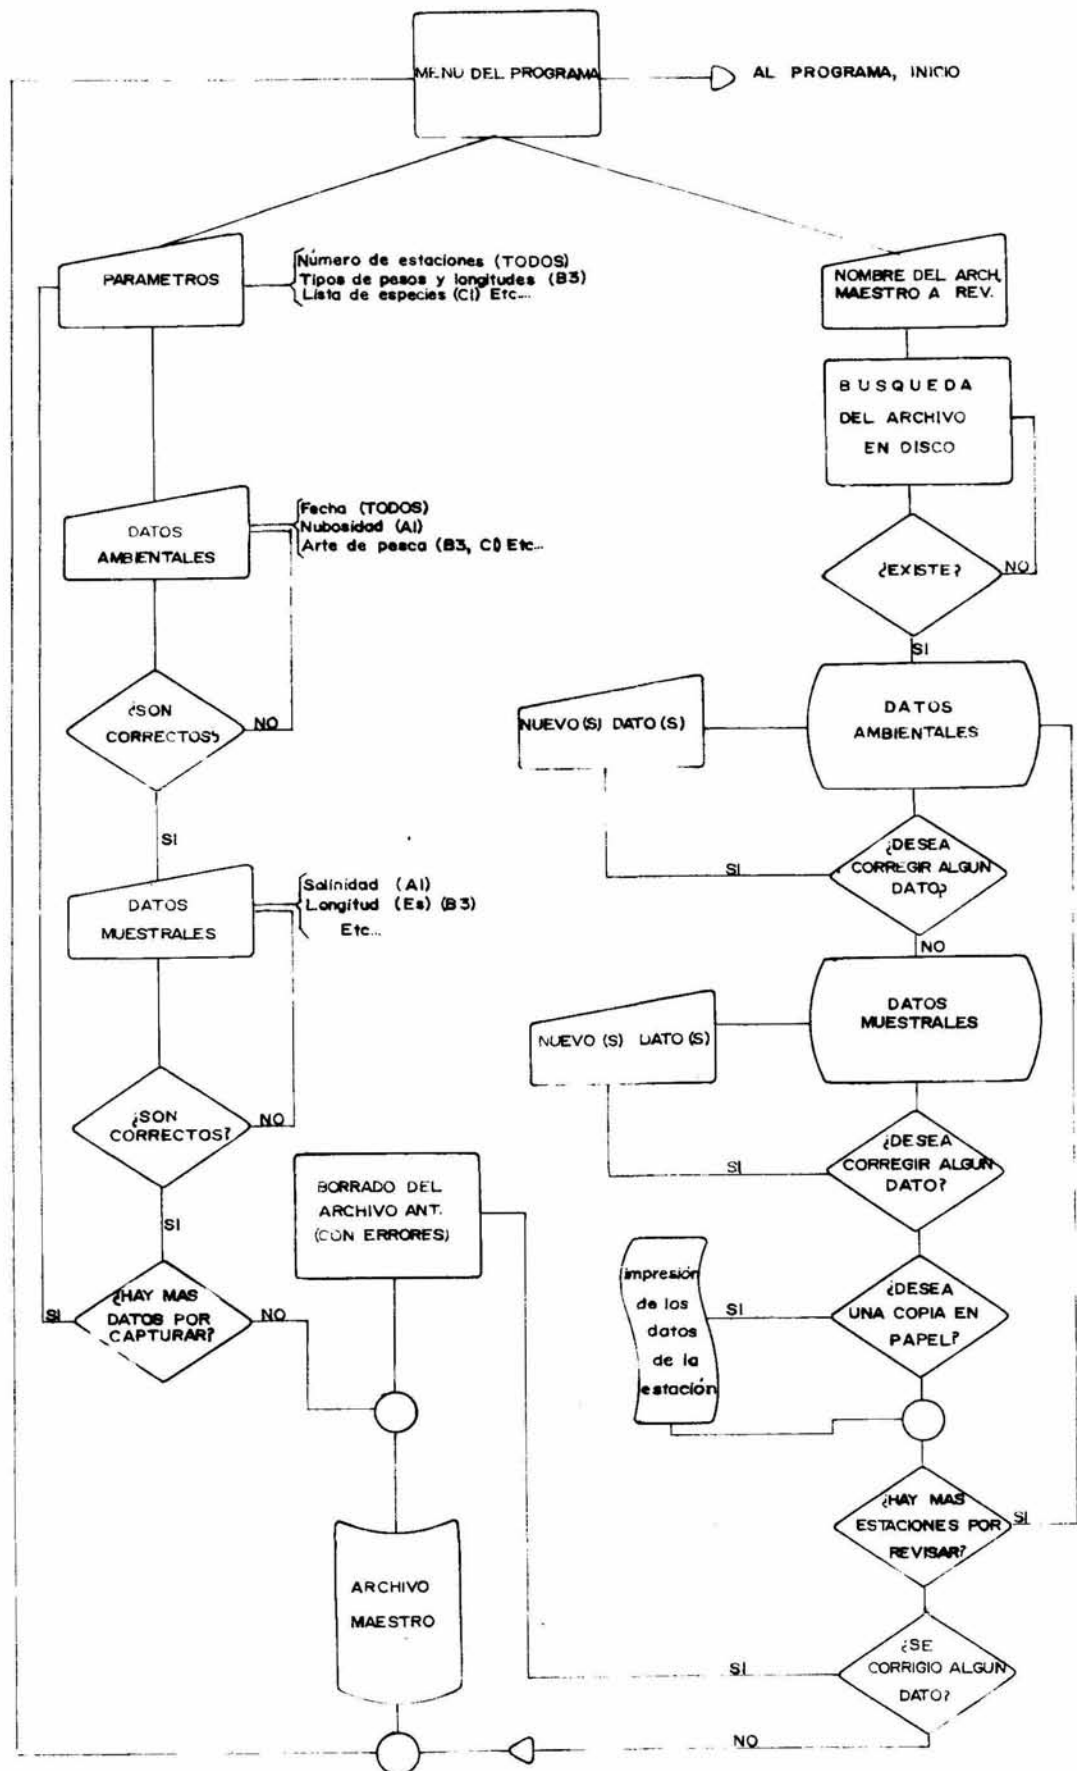 MENU DEL PROGRAMA
AL PROGRAMA, INICIO
PARAMETROS
Número de estaciones (TODOS)
Tipos de pesos y longitudes (B3)
Lista de especies (C1) Etc...
NOMBRE DEL ARCH.
MAESTRO A REV.
BUSQUEDA
DEL ARCHIVO
EN DISCO
DATOS
AMBIENTALES
Fecha (TODOS)
Nubosidad (A1)
Arte de pesca (B3, C1) Etc...
¿EXISTE?
NO
SI
¿SON
CORRECTOS?
NO
SI
NUEVO (S) DATO (S)
DATOS
AMBIENTALES
¿DESEA
CORREGIR ALGUN
DATO?
SI
NO
DATOS
MUESTRALES
Salinidad (A1)
Longitud (Es) (B3)
Etc...
NUEVO (S) DATO (S)
DATOS
MUESTRALES
¿SON
CORRECTOS?
NO
SI
¿DESEA
CORREGIR ALGUN
DATO?
SI
BORRADO DEL
ARCHIVO ANT.
(CON ERRORES)
¿HAY MAS
DATOS POR
CAPTURAR?
SI
NO
impresión
de los
datos
de la
estación
SI
¿DESEA
UNA COPIA EN
PAPEL?
¿HAY MAS
ESTACIONES POR
REVISAR?
SI
ARCHIVO
MAESTRO
¿SE
CORRIGIO ALGUN
DATO?
SI
NO